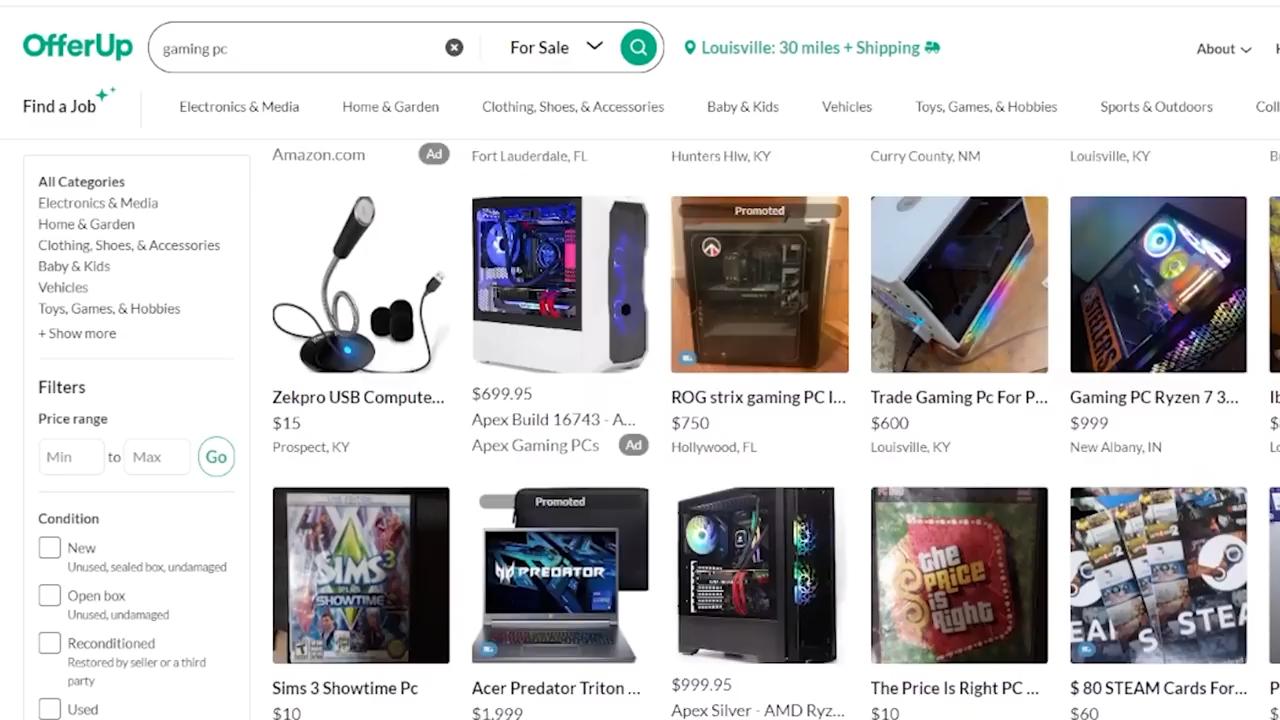 OfferUp
gaming pc
For Sale
Louisville: 30 miles + Shipping
About
Find a Job
Electronics & Media
Home & Garden
Clothing, Shoes, & Accessories
Baby & Kids
Vehicles
Toys, Games, & Hobbies
Sports & Outdoors
Coll
Amazon.com
Ad
Fort Lauderdale, FL
Hunters Hlw, KY
Curry County, NM
Louisville, KY
All Categories
Electronics & Media
Home & Garden
Clothing, Shoes, & Accessories
Baby & Kids
Vehicles
Toys, Games, & Hobbies
+ Show more
Filters
Price range
Min
to
Max
Go
Condition
New
Unused, sealed box, undamaged
Open box
Unused, undamaged
Reconditioned
Restored by seller or a third
party
Used
Zekpro USB Compute...
$15
Prospect, KY
$699.95
Apex Build 16743 - A...
Apex Gaming PCs
Ad
Promoted
ROG strix gaming PC I...
$750
Hollywood, FL
Trade Gaming Pc For P...
$600
Louisville, KY
STEELERS
Gaming PC Ryzen 7 3...
$999
New Albany, IN
THE SIMS 3
PLUS
SHOWTIME
Sims 3 Showtime Pc
$10
Promoted
PREDATOR
Acer Predator Triton ...
$1,999
$999.95
Apex Silver - AMD Ryz...
the
PRICE
is
Right
The Price Is Right PC ...
$10
STEA
$ 80 STEAM Cards For...
$60